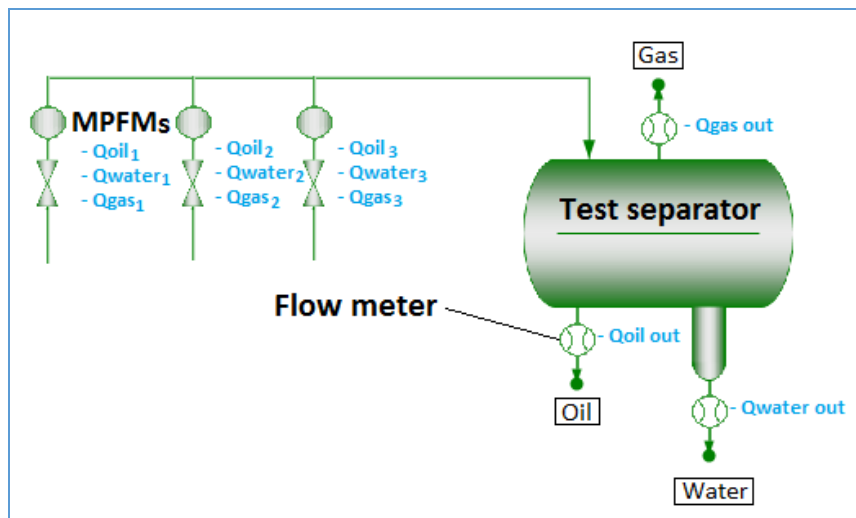 Gas
MPFMs
- Qgas out
- Qoil₁
- Qwater₁
- Qgas₁
- Qoil₂
- Qwater₂
- Qgas₂
- Qoil₃
- Qwater₃
- Qgas₃
Test separator
Flow meter
- Qoil out
Oil
- Qwater out
Water